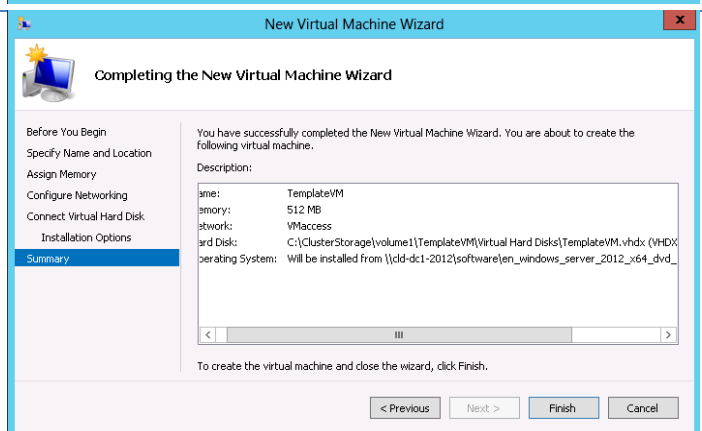 New Virtual Machine Wizard
x
Completing the New Virtual Machine Wizard
Before You Begin
Specify Name and Location
Assign Memory
Configure Networking
Connect Virtual Hard Disk
Installation Options
Summary
You have successfully completed the New Virtual Machine Wizard. You are about to create the
following virtual machine.
Description:
ame: TemplateVM
emory: 512 MB
etwork: VMaccess
ard Disk: C:\ClusterStorage\volume1\TemplateVM\Virtual Hard Disks\TemplateVM.vhdx (VHDX
perating System: Will be installed from \\cld-dc1-2012\software\en_windows_server_2012_x64_dvd_
To create the virtual machine and close the wizard, click Finish.
< Previous Next > Finish Cancel